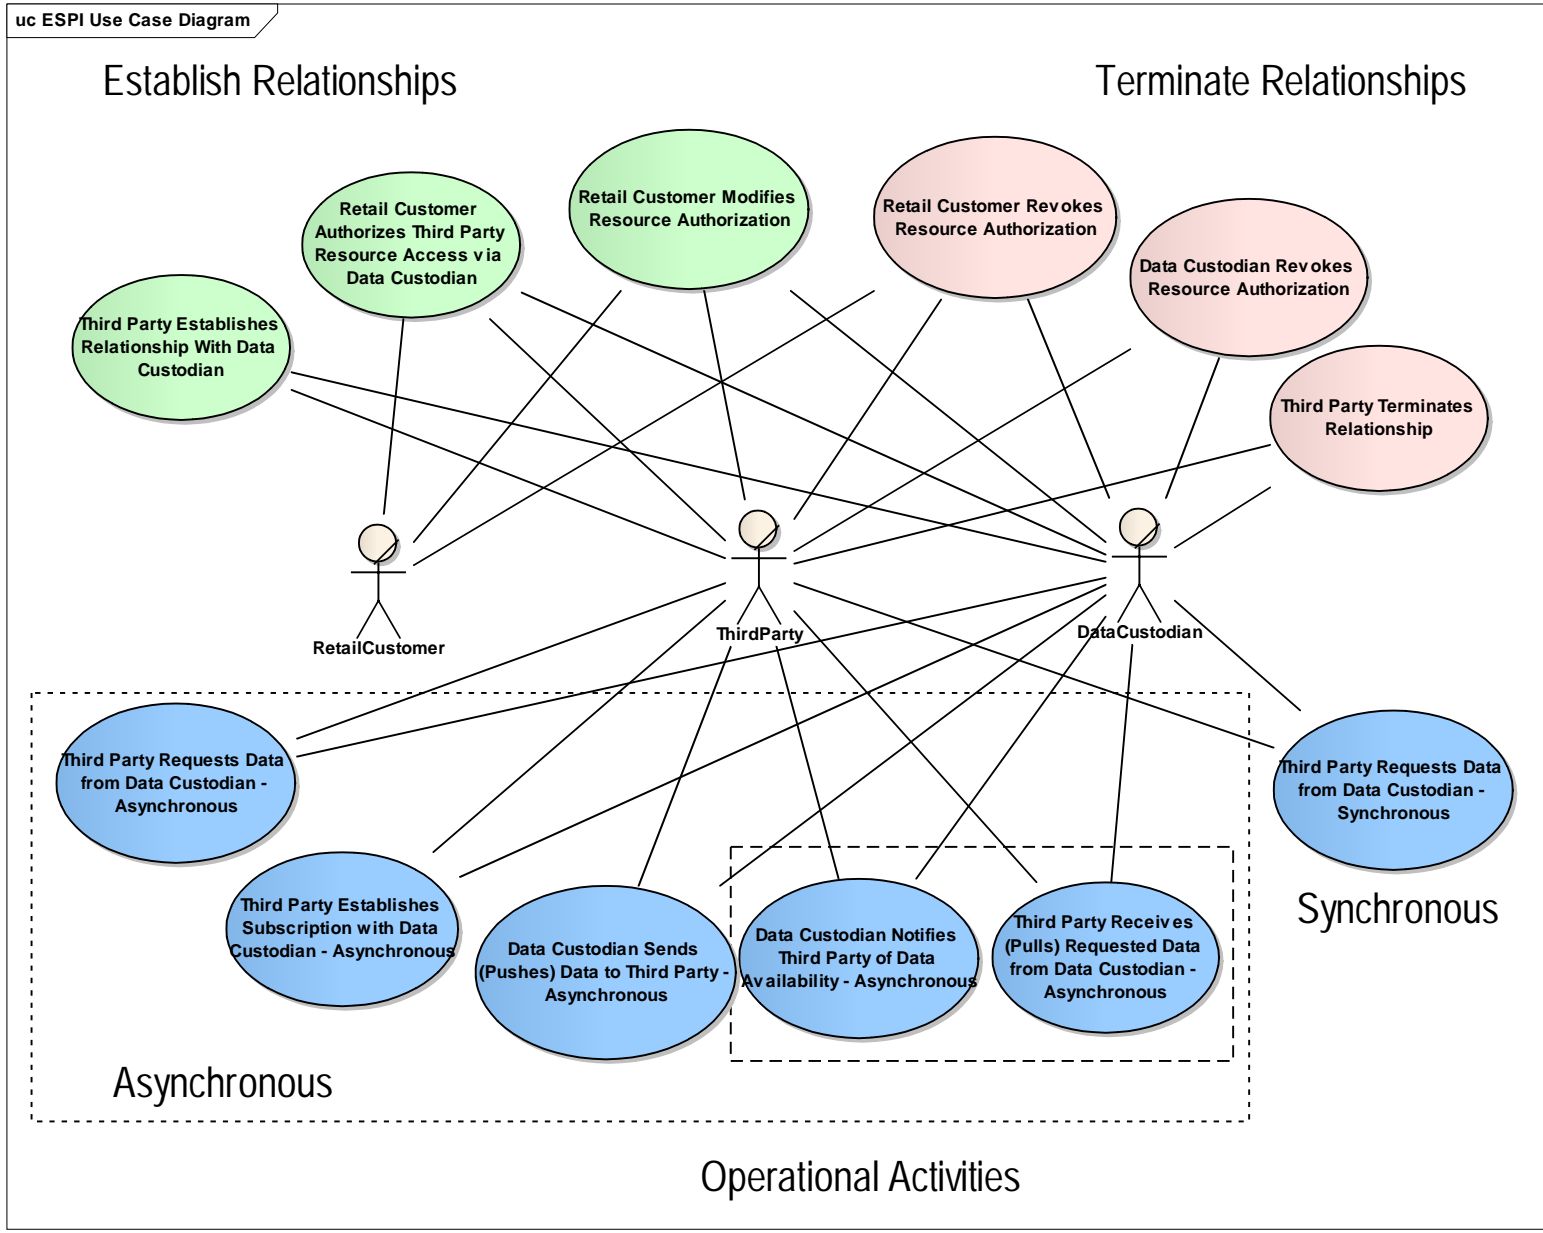 uc ESPI Use Case Diagram
Establish Relationships
Terminate Relationships
Retail Customer
Authorizes Third Party
Resource Access via
Data Custodian
Retail Customer Modifies
Resource Authorization
Retail Customer Revokes
Resource Authorization
Data Custodian Revokes
Resource Authorization
Third Party Establishes
Relationship With Data
Custodian
Third Party Terminates
Relationship
RetailCustomer
ThirdParty
DataCustodian
Third Party Requests Data
from Data Custodian -
Asynchronous
Third Party Requests Data
from Data Custodian -
Synchronous
Third Party Establishes
Subscription with Data
Custodian - Asynchronous
Data Custodian Sends
(Pushes) Data to Third Party -
Asynchronous
Data Custodian Notifies
Third Party of Data
Availability - Asynchronous
Third Party Receives
(Pulls) Requested Data
from Data Custodian -
Asynchronous
Synchronous
Asynchronous
Operational Activities